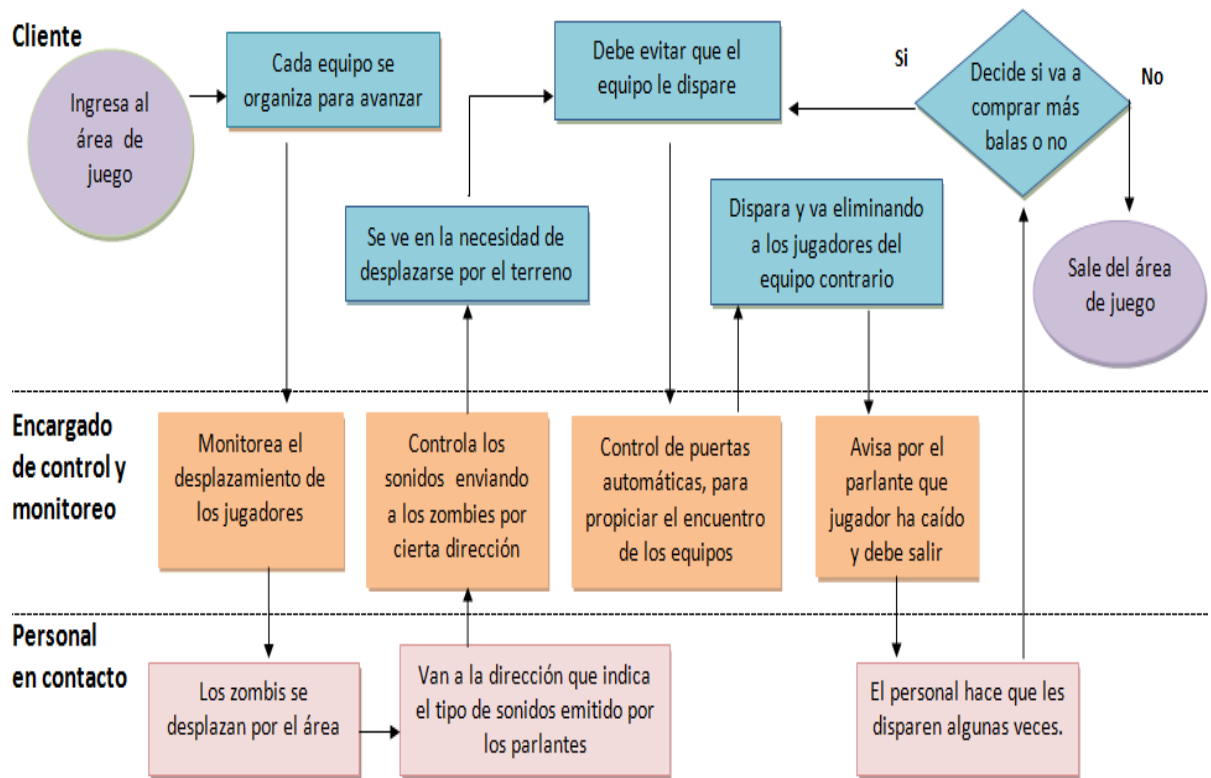 Cliente
Ingresa al
área de
juego
Cada equipo se
organiza para avanzar
Debe evitar que el
equipo le dispare
Si
Decide si va a
comprar más
balas o no
No
Se ve en la necesidad de
desplazarse por el terreno
Dispara y va eliminando
a los jugadores del
equipo contrario
Sale del área
de juego
Encargado
de control y
monitoreo
Monitorea el
desplazamiento de
los jugadores
Controla los
sonidos enviando
a los zombies por
cierta dirección
Control de puertas
automáticas, para
propiciar el encuentro
de los equipos
Avisa por el
parlante que
jugador ha caído
y debe salir
Personal
en contacto
Los zombis se
desplazan por el área
Van a la dirección que indica
el tipo de sonidos emitido por
los parlantes
El personal hace que les
disparen algunas veces.